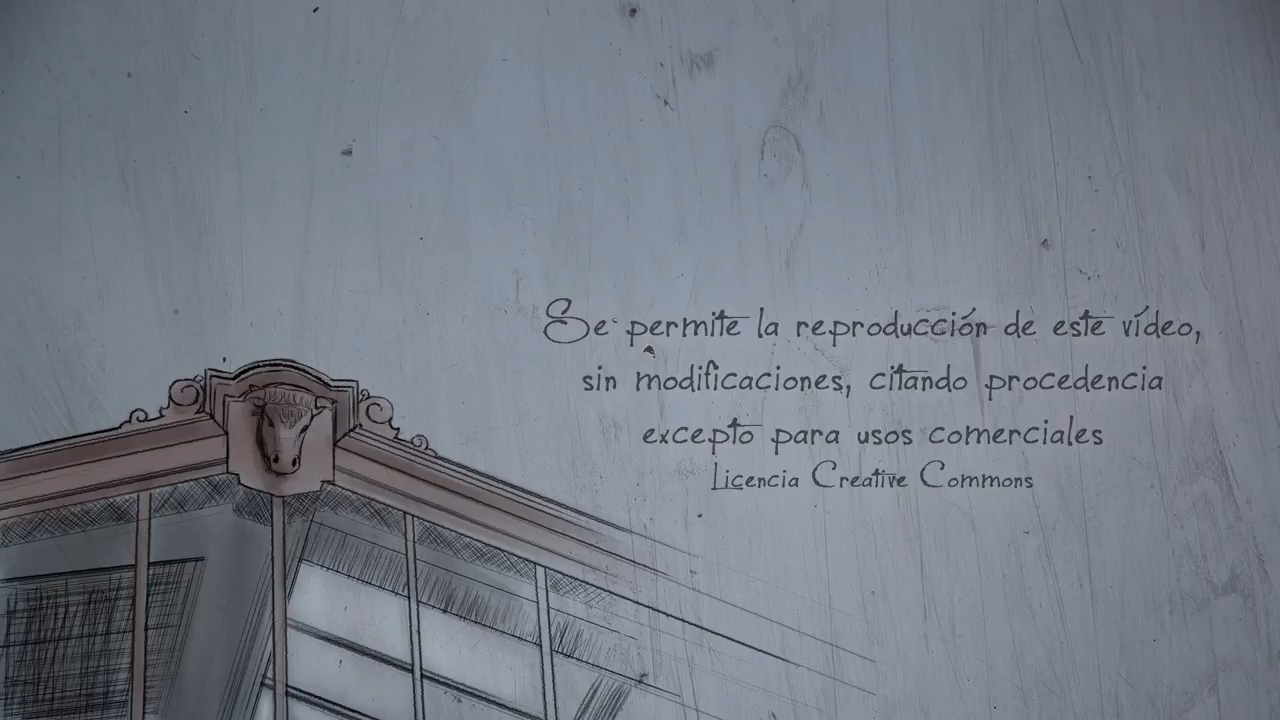 Se permite la reproducción de este vídeo,
sin modificaciones, citando procedencia
excepto para usos comerciales
Licencia Creative Commons